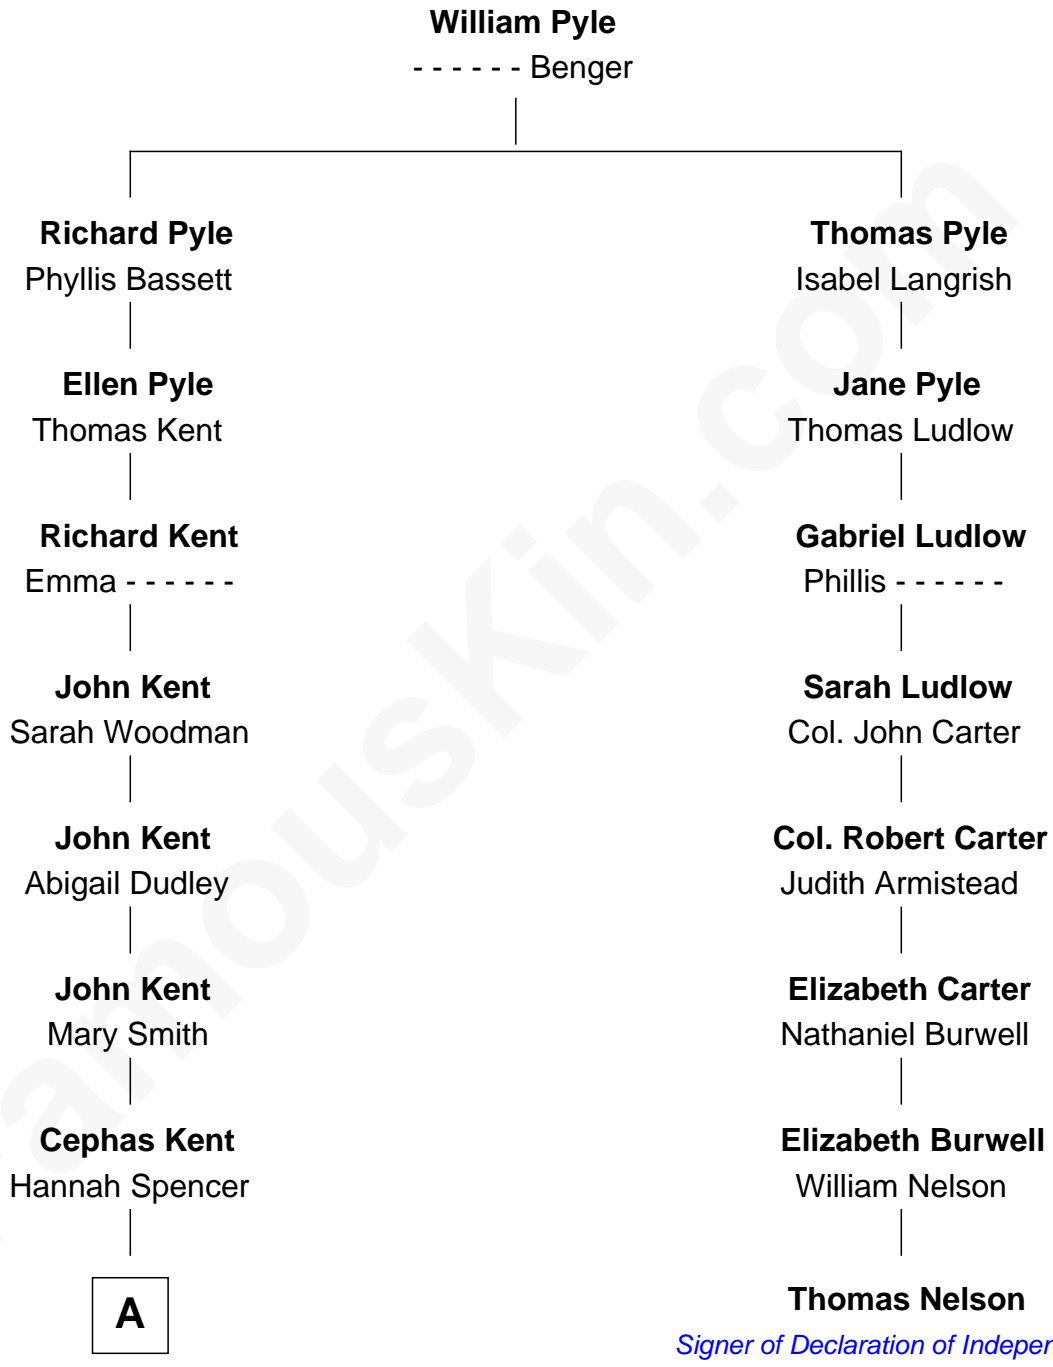 William Pyle
- - - - - - Benger
Richard Pyle
Phyllis Bassett
Thomas Pyle
Isabel Langrish
Ellen Pyle
Thomas Kent
Jane Pyle
Thomas Ludlow
Richard Kent
Emma - - - - - -
Gabriel Ludlow
Phillis - - - - - -
John Kent
Sarah Woodman
Sarah Ludlow
Col. John Carter
John Kent
Abigail Dudley
Col. Robert Carter
Judith Armistead
John Kent
Mary Smith
Elizabeth Carter
Nathaniel Burwell
Cephas Kent
Hannah Spencer
Elizabeth Burwell
William Nelson
A
Thomas Nelson
Signer of Declaration of Indepen
amousKin.com